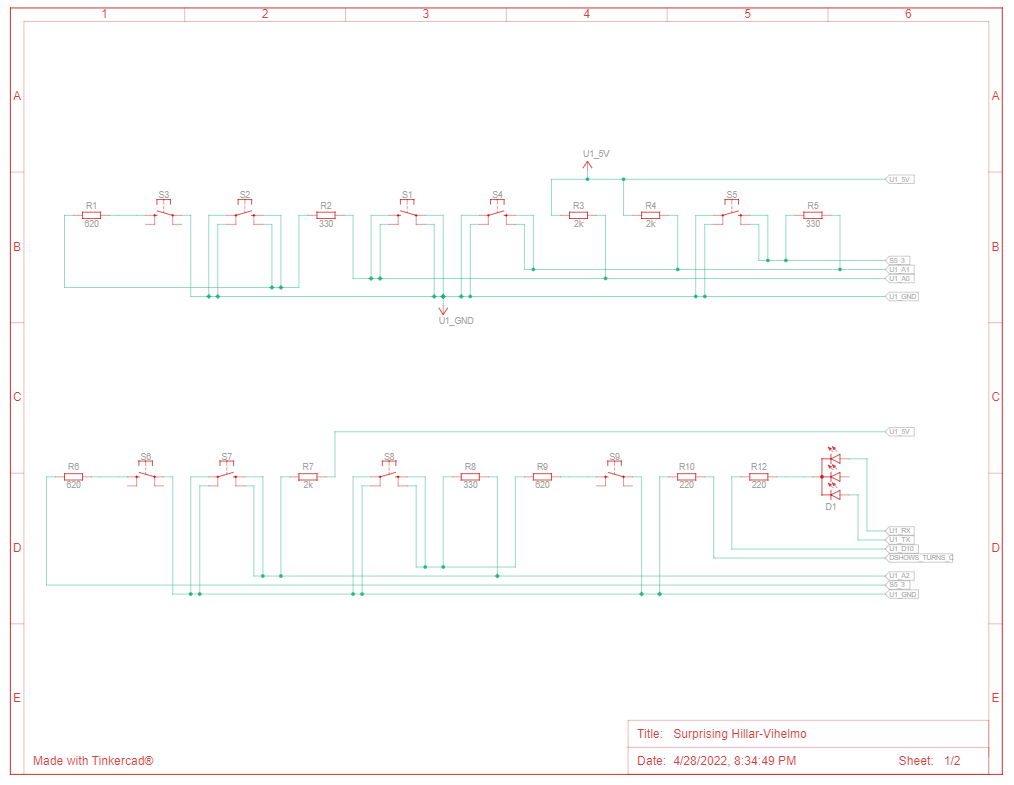 1 2 3 4 5 6
A A
U1_5V
U1_5V
R1 S3 S2 R2 S1 S4 R3 R4 S5 R5
620 330 2k 2k 330
B B
S5_3
U1_A1
U1_A0
U1_GND
U1_GND
C C
U1_5V
R6 S6 R7 S8 R8 R9 S9 R10 R12
S7
620 2k 330 620 220 220
D1
U1_RX
U1_TX
D D
U1_D10
U1_A2
S5_3
U1_GND
E E
Title: Surprising Hillar-Vihelmo
Made with Tinkercad®
Date: 4/28/2022, 8:34:49 PM Sheet: 1/2